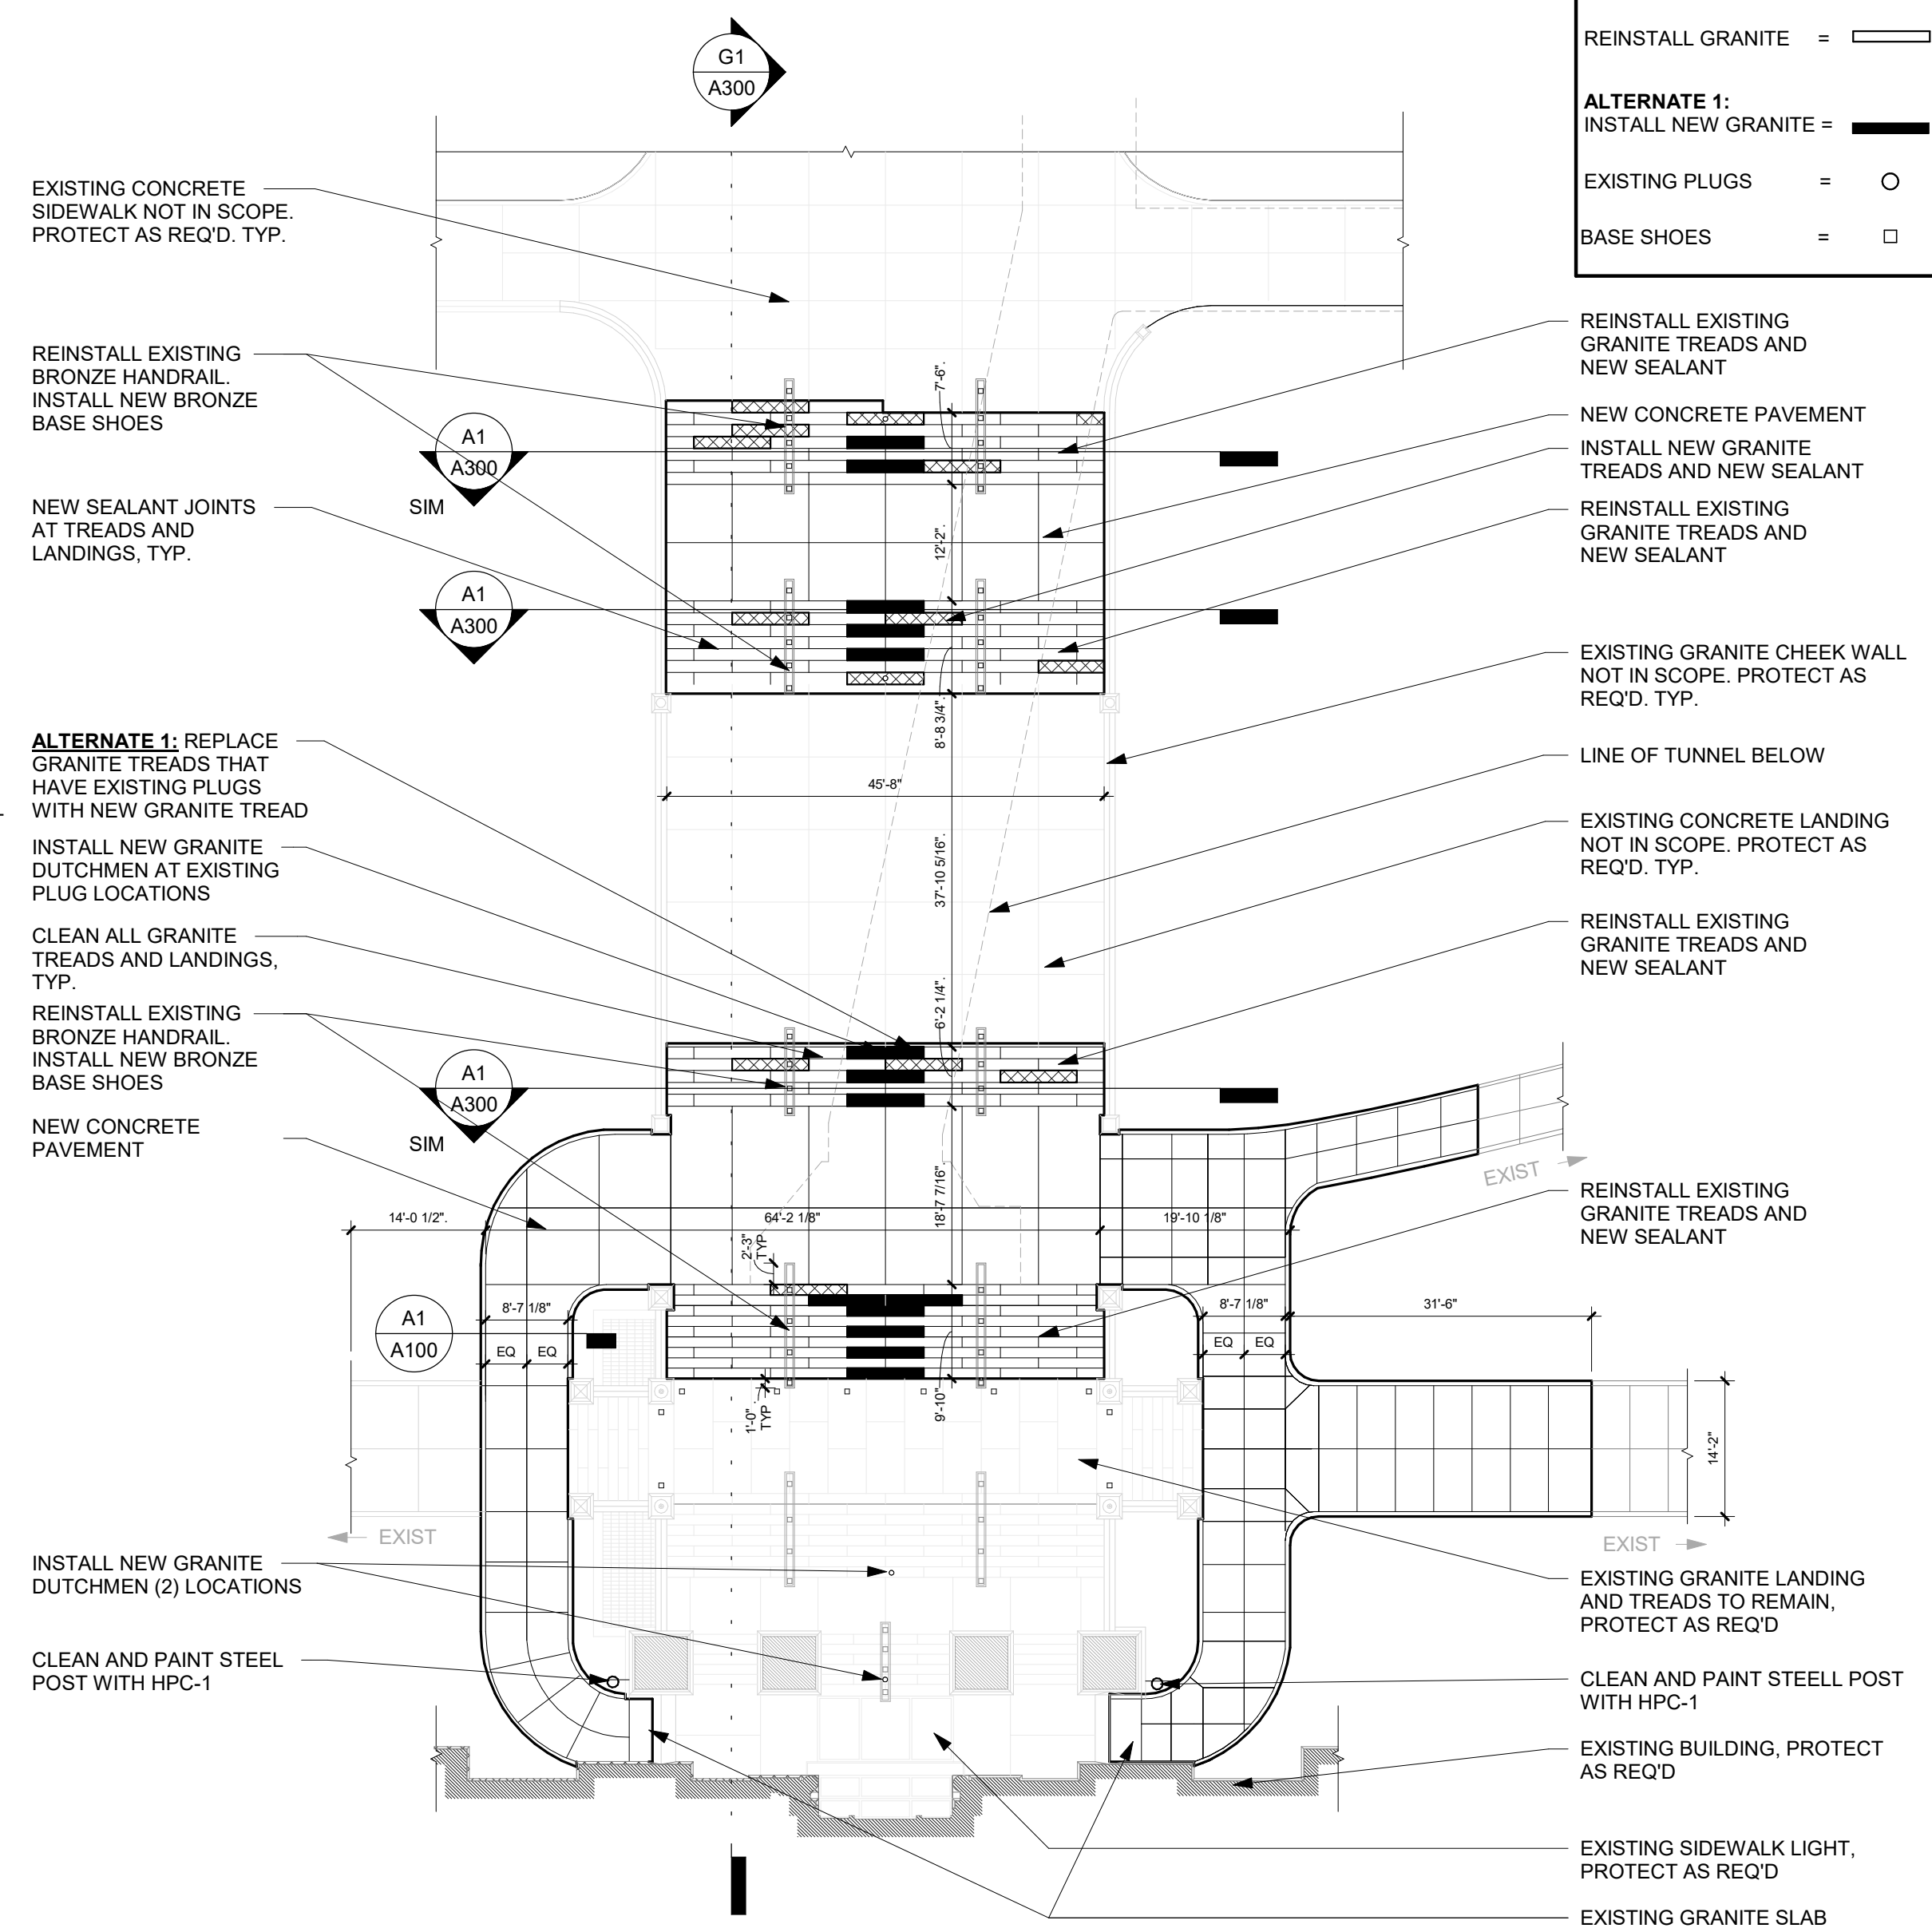 G1
A300
REINSTALL GRANITE =
ALTERNATE 1:
INSTALL NEW GRANITE =
EXISTING PLUGS =
BASE SHOES =
EXISTING CONCRETE
SIDEWALK NOT IN SCOPE.
PROTECT AS REQ'D. TYP.
REINSTALL EXISTING
BRONZE HANDRAIL.
INSTALL NEW BRONZE
BASE SHOES
A1
A300
SIM
NEW SEALANT JOINTS
AT TREADS AND
LANDINGS, TYP.
A1
A300
ALTERNATE 1: REPLACE
GRANITE TREADS THAT
HAVE EXISTING PLUGS
WITH NEW GRANITE TREAD
INSTALL NEW GRANITE
DUTCHMEN AT EXISTING
PLUG LOCATIONS
CLEAN ALL GRANITE
TREADS AND LANDINGS,
TYP.
REINSTALL EXISTING
BRONZE HANDRAIL.
INSTALL NEW BRONZE
BASE SHOES
A1
A300
SIM
NEW CONCRETE
PAVEMENT
A1
A100
INSTALL NEW GRANITE
DUTCHMEN (2) LOCATIONS
CLEAN AND PAINT STEEL
POST WITH HPC-1
7'-6".
12'-2".
8'-8 3/4".
45'-8"
37'-10 5/16".
6'-2 1/4".
18'-7 7/16".
14'-0 1/2".
64'-2 1/8"
19'-10 1/8"
2'-3"
TYP
8'-7 1/8"
EQ EQ
8'-7 1/8"
EQ EQ
31'-6"
14'-2"
9'-10".
1'-0"
TYP
EXIST
EXIST
EXIST
REINSTALL EXISTING
GRANITE TREADS AND
NEW SEALANT
NEW CONCRETE PAVEMENT
INSTALL NEW GRANITE
TREADS AND NEW SEALANT
REINSTALL EXISTING
GRANITE TREADS AND
NEW SEALANT
EXISTING GRANITE CHEEK WALL
NOT IN SCOPE. PROTECT AS
REQ'D. TYP.
LINE OF TUNNEL BELOW
EXISTING CONCRETE LANDING
NOT IN SCOPE. PROTECT AS
REQ'D. TYP.
REINSTALL EXISTING
GRANITE TREADS AND
NEW SEALANT
REINSTALL EXISTING
GRANITE TREADS AND
NEW SEALANT
EXISTING GRANITE LANDING
AND TREADS TO REMAIN,
PROTECT AS REQ'D
CLEAN AND PAINT STEELL POST
WITH HPC-1
EXISTING BUILDING, PROTECT
AS REQ'D
EXISTING SIDEWALK LIGHT,
PROTECT AS REQ'D
EXISTING GRANITE SLAB